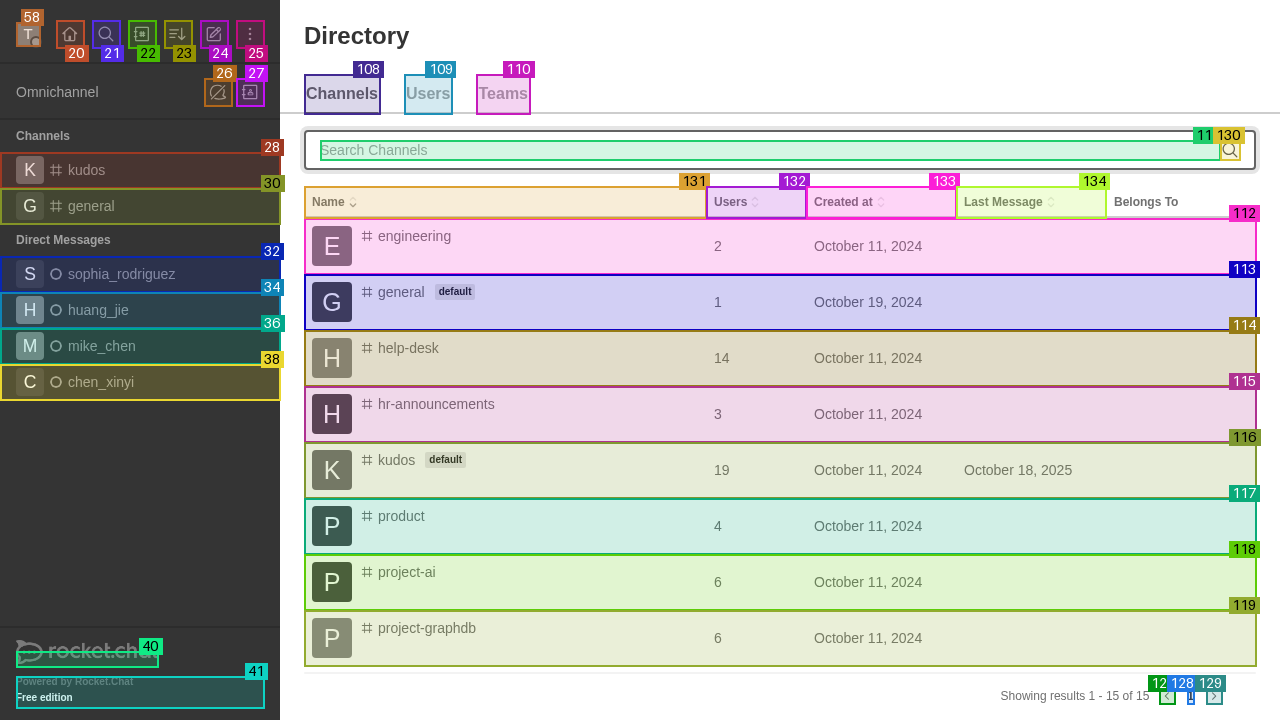 58
T
20
21
22
23
24
25
Omnichannel
26
27
Channels
28
K kudos
30
G general
Direct Messages
32
S sophia_rodriguez
34
H huang_jie
36
M mike_chen
38
C chen_xinyi
40
rocket.chat
41
Powered by Rocket.Chat
Free edition
Directory
108
109
110
Channels
Users
Teams
Search Channels
11
130
131
132
133
134
Name
Users
Created at
Last Message
Belongs To
112
E engineering 2 October 11, 2024
113
G general default 1 October 19, 2024
114
H help-desk 14 October 11, 2024
115
H hr-announcements 3 October 11, 2024
116
K kudos default 19 October 11, 2024 October 18, 2025
117
P product 4 October 11, 2024
118
P project-ai 6 October 11, 2024
119
P project-graphdb 6 October 11, 2024
12
128
129
Showing results 1 - 15 of 15
1